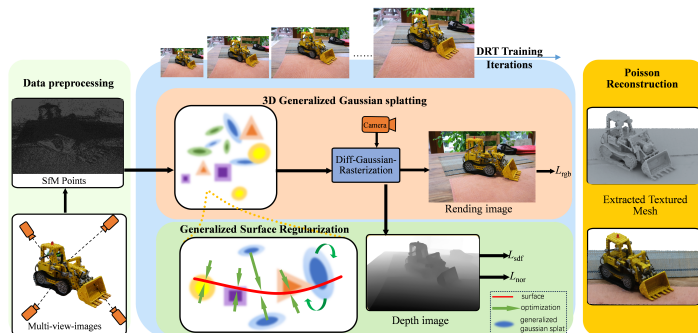 DRT Training
Iterations
Data preprocessing
SfM Points
Multi-view-images
3D Generalized Gaussian splatting
Camera
Diff-Gaussian-
Rasterization
Rending image
L_rgb
Generalized Surface Regularization
surface
optimization
generalized
gaussian splat
Depth image
L_sdf
L_nor
Poisson
Reconstruction
Extracted Textured
Mesh